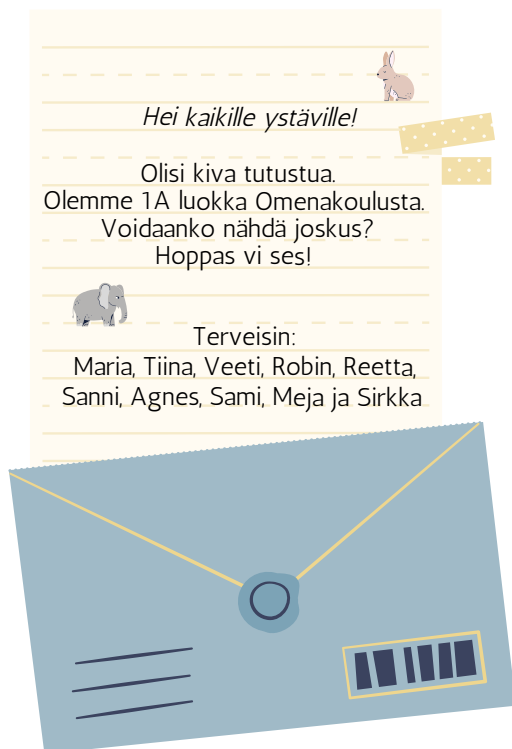 Hei kaikille ystäville!
Olisi kiva tutustua.
Olemme 1A luokka Omenakoulusta.
Voidaanko nähdä joskus?
Hoppas vi ses!
Terveisin:
Maria, Tiina, Veeti, Robin, Reetta,
Sanni, Agnes, Sami, Meja ja Sirkka